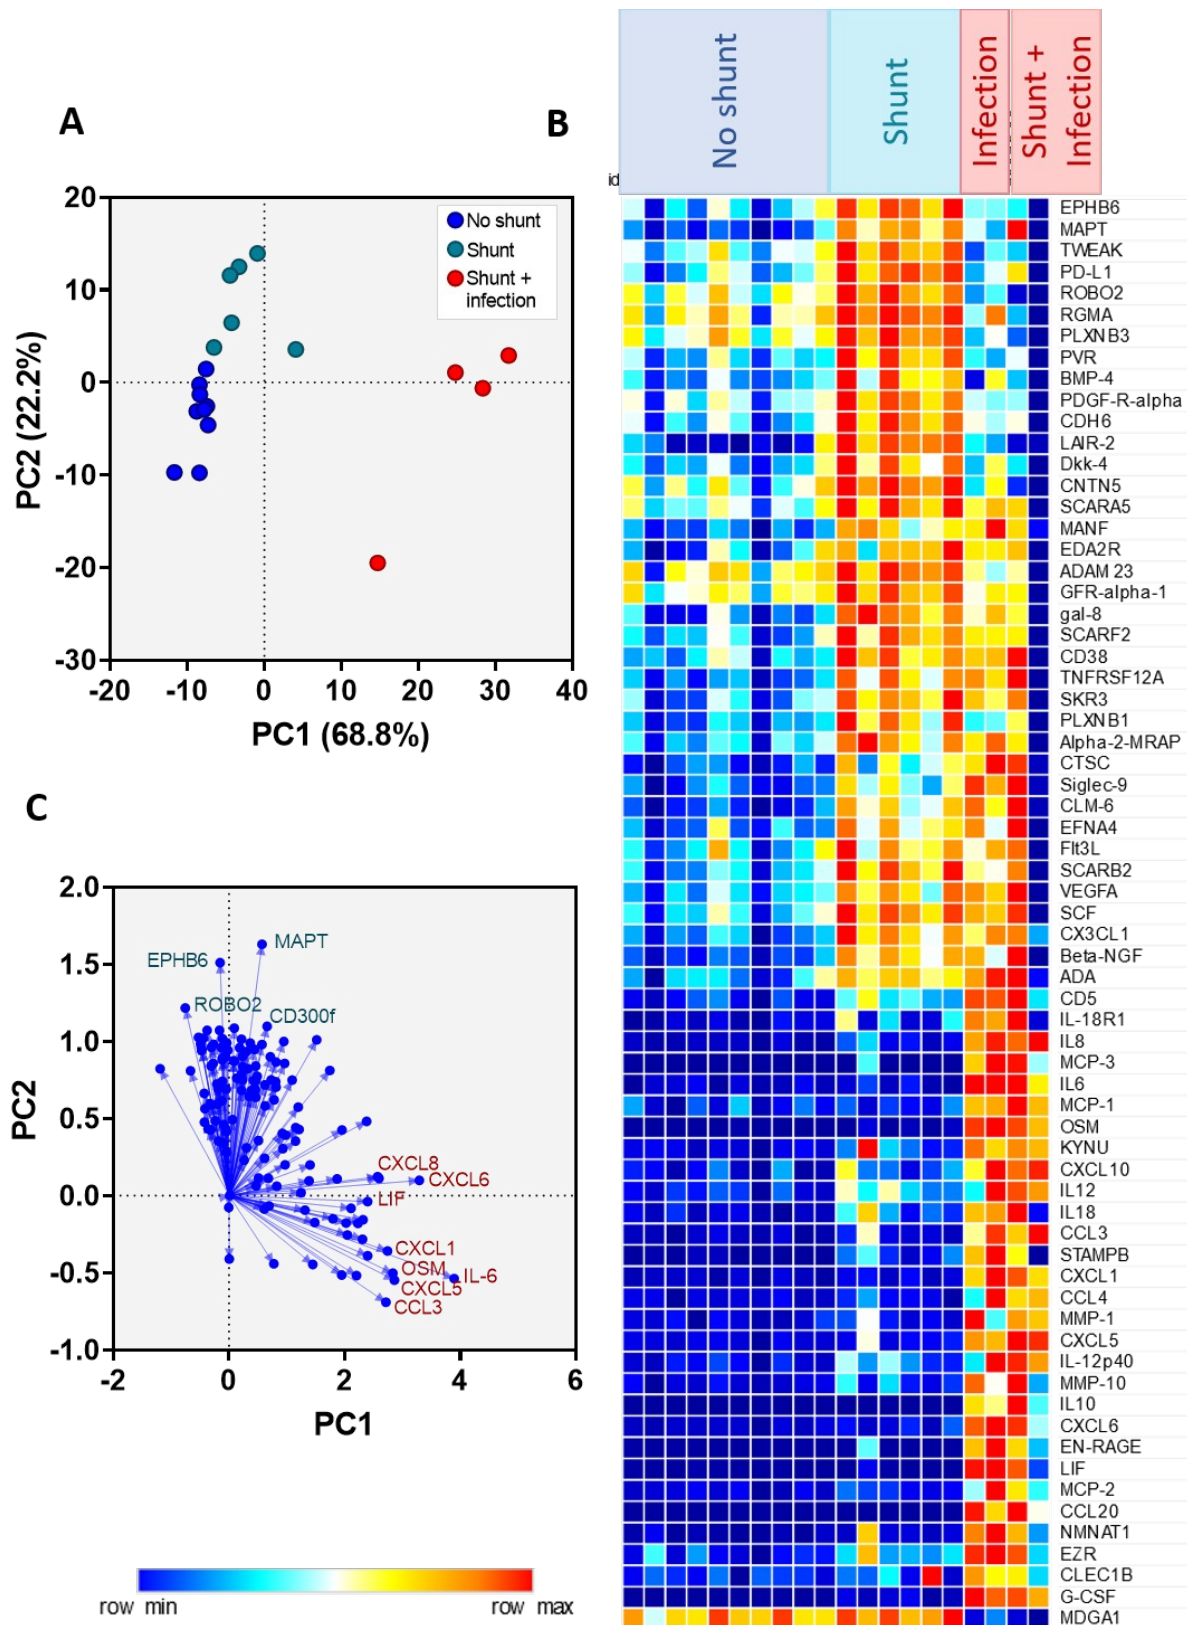 A
B
No shunt
Shunt
Infection
Shunt +
Infection
id
20
10
0
-10
-20
-30
-20
-10
0
10
20
30
40
PC2 (22.2%)
PC1 (68.8%)
No shunt
Shunt
Shunt +
infection
C
2.0
1.5
1.0
0.5
0.0
-0.5
-1.0
-2
0
2
4
6
PC2
PC1
MAPT
EPHB6
ROBO2
CD300f
CXCL8
CXCL6
LIF
CXCL1
OSM
IL-6
CXCL5
CCL3
row min
row max
EPHB6
MAPT
TWEAK
PD-L1
ROBO2
RGMA
PLXNB3
PVR
BMP-4
PDGF-R-alpha
CDH6
LAIR-2
Dkk-4
CNTN5
SCARA5
MANF
EDA2R
ADAM 23
GFR-alpha-1
gal-8
SCARF2
CD38
TNFRSF12A
SKR3
PLXNB1
Alpha-2-MRAP
CTSC
Siglec-9
CLM-6
EFNA4
Flt3L
SCARB2
VEGFA
SCF
CX3CL1
Beta-NGF
ADA
CD5
IL-18R1
IL8
MCP-3
IL6
MCP-1
OSM
KYNU
CXCL10
IL12
IL18
CCL3
STAMPB
CXCL1
CCL4
MMP-1
CXCL5
IL-12p40
MMP-10
IL10
CXCL6
EN-RAGE
LIF
MCP-2
CCL20
NMNAT1
EZR
CLEC1B
G-CSF
MDGA1